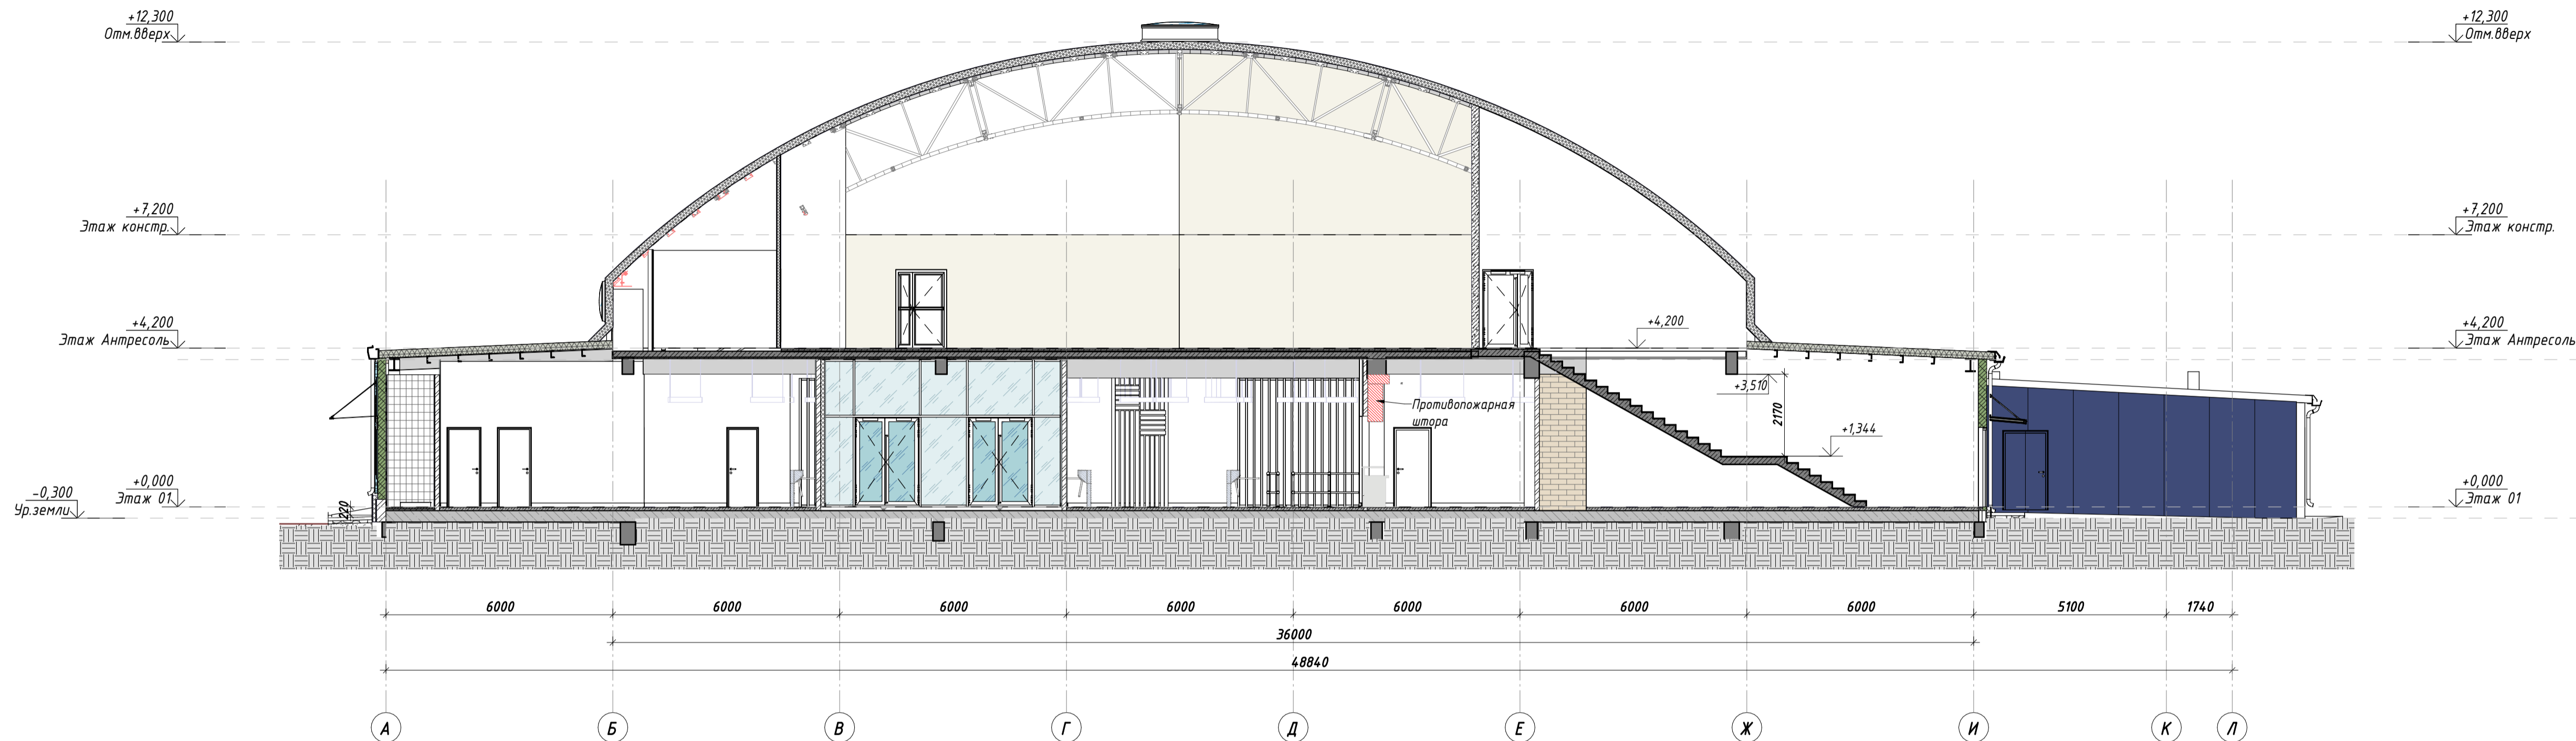 +12,300
Отм.вверх
+12,300
Отм.вверх
+7,200
Этаж констр.
+7,200
Этаж констр.
+4,200
Этаж Антресоль
+4,200
+4,200
Этаж Антресоль
+3,510
2170
Противопожарная
штора
+1,344
+0,000
Этаж 01
-0,300
Ур.земли
220
+0,000
Этаж 01
6000
6000
6000
6000
6000
6000
6000
5100
1740
36000
48840
А
Б
В
Г
Д
Е
Ж
И
К
Л